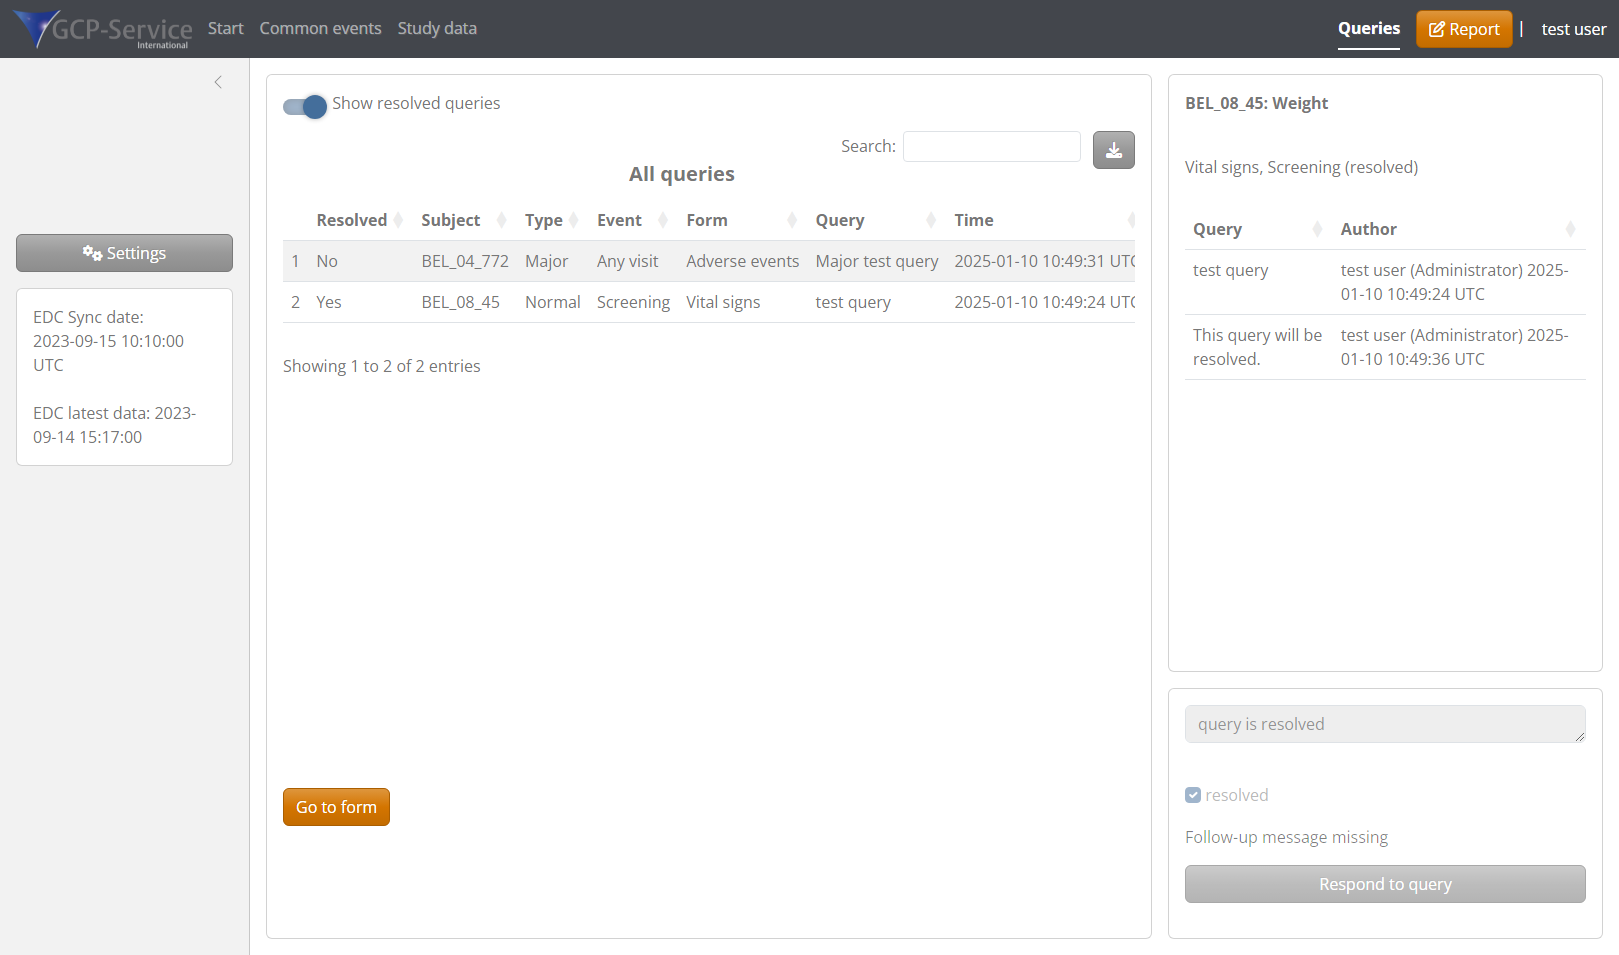 GCP-Service
International
Start Common events Study data Queries Report | test user
Settings
EDC Sync date:
2023-09-15 10:10:00
UTC
EDC latest data: 2023-
09-14 15:17:00
Show resolved queries
Search:
All queries
Resolved Subject Type Event Form Query Time
1 No BEL_04_772 Major Any visit Adverse events Major test query 2025-01-10 10:49:31 UTC
2 Yes BEL_08_45 Normal Screening Vital signs test query 2025-01-10 10:49:24 UTC
Showing 1 to 2 of 2 entries
Go to form
BEL_08_45: Weight
Vital signs, Screening (resolved)
Query Author
test query test user (Administrator) 2025-
01-10 10:49:24 UTC
This query will be test user (Administrator) 2025-
resolved. 01-10 10:49:36 UTC
query is resolved
resolved
Follow-up message missing
Respond to query